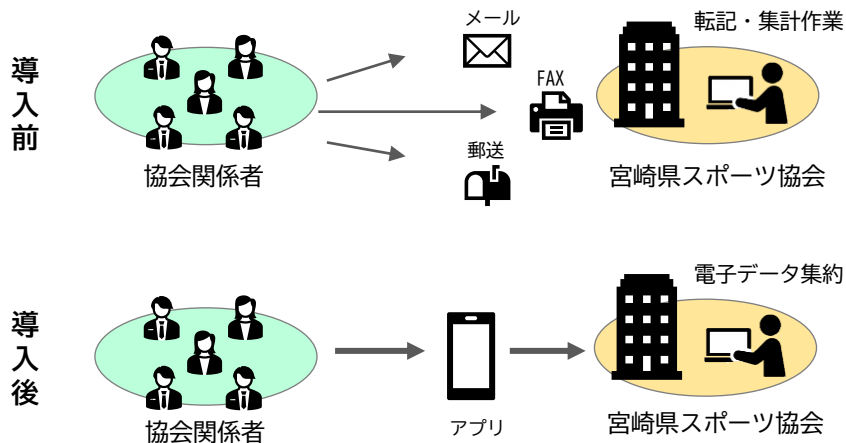 導入前
メール
転記・集計作業
FAX
郵送
協会関係者
宮崎県スポーツ協会
導入後
電子データ集約
アプリ
協会関係者
宮崎県スポーツ協会